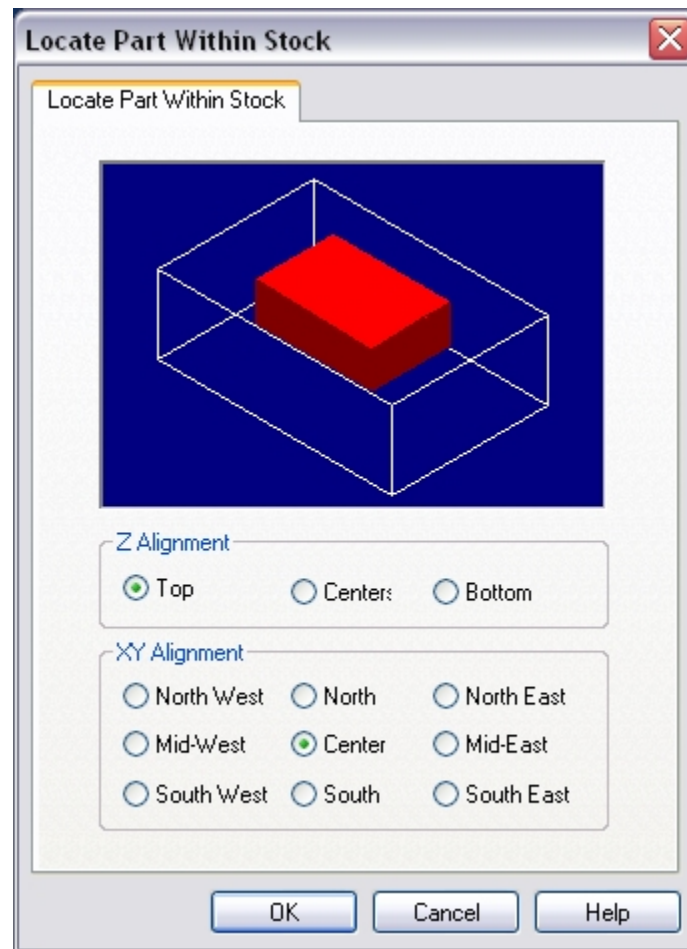 Locate Part Within Stock
Locate Part Within Stock
Z Alignment
Top Centers Bottom
XY Alignment
North West North North East
Mid-West Center Mid-East
South West South South East
OK Cancel Help